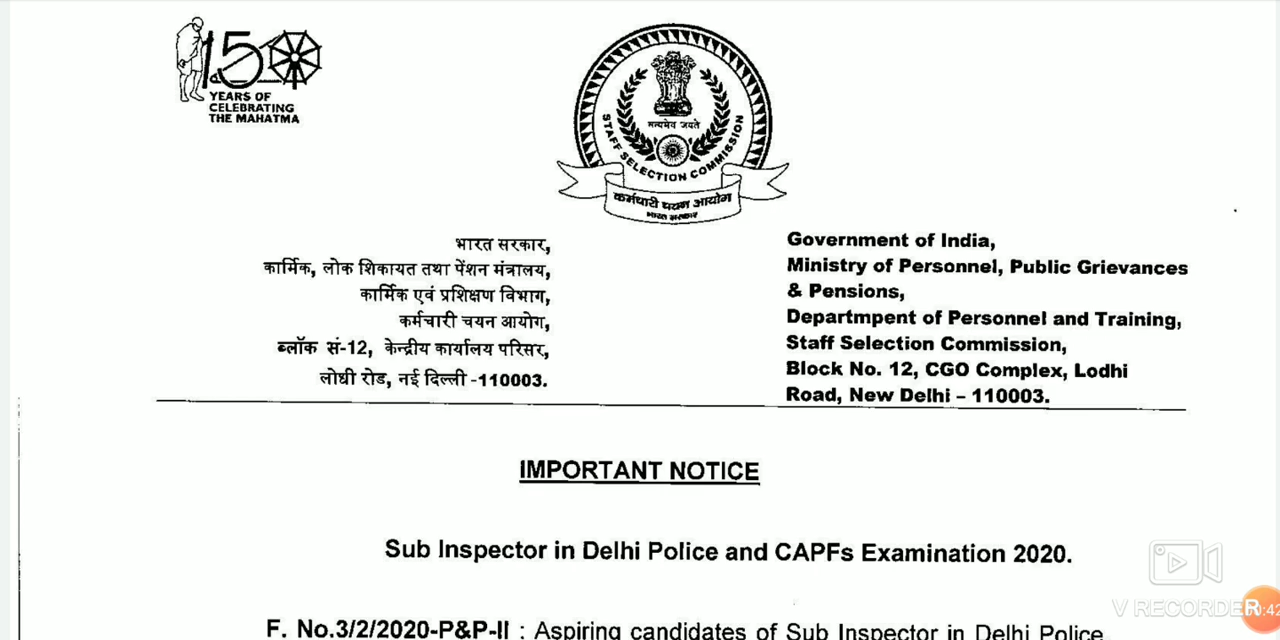 150
YEARS OF
CELEBRATING
THE MAHATMA
सत्यमेव जयते
STAFF SELECTION COMMISSION
कर्मचारी चयन आयोग
भारत सरकार
भारत सरकार,
कार्मिक, लोक शिकायत तथा पेंशन मंत्रालय,
कार्मिक एवं प्रशिक्षण विभाग,
कर्मचारी चयन आयोग,
ब्लॉक सं-12, केन्द्रीय कार्यालय परिसर,
लोधी रोड, नई दिल्ली -110003.
Government of India,
Ministry of Personnel, Public Grievances
& Pensions,
Departmpent of Personnel and Training,
Staff Selection Commission,
Block No. 12, CGO Complex, Lodhi
Road, New Delhi – 110003.
IMPORTANT NOTICE
Sub Inspector in Delhi Police and CAPFs Examination 2020.
F. No.3/2/2020-P&P-II : Aspiring candidates of Sub Inspector in Delhi Police
V RECORDER
00:42